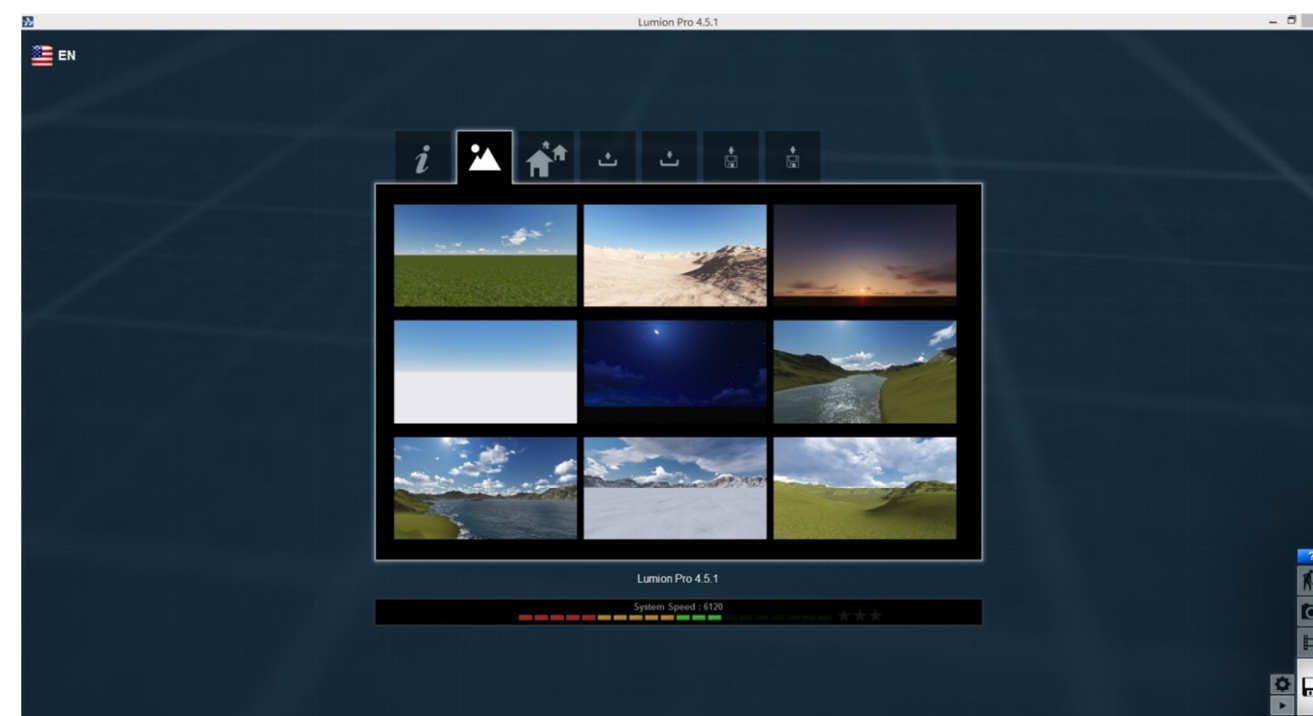 Lumion Pro 4.5.1
EN
i
Lumion Pro 4.5.1
System Speed : 6120
?